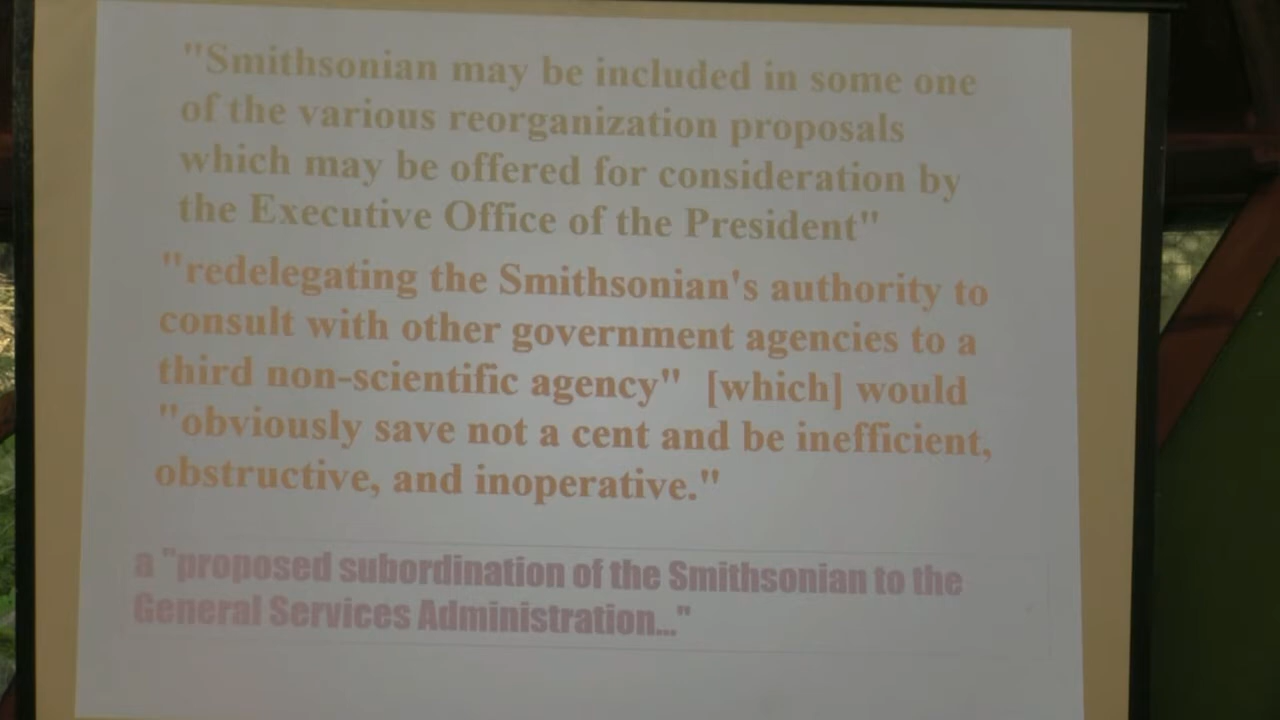 "Smithsonian may be included in some one
of the various reorganization proposals
which may be offered for consideration by
the Executive Office of the President"
"redelegating the Smithsonian's authority to
consult with other government agencies to a
third non-scientific agency" [which] would
"obviously save not a cent and be inefficient,
obstructive, and inoperative."
a "proposed subordination of the Smithsonian to the
General Services Administration..."